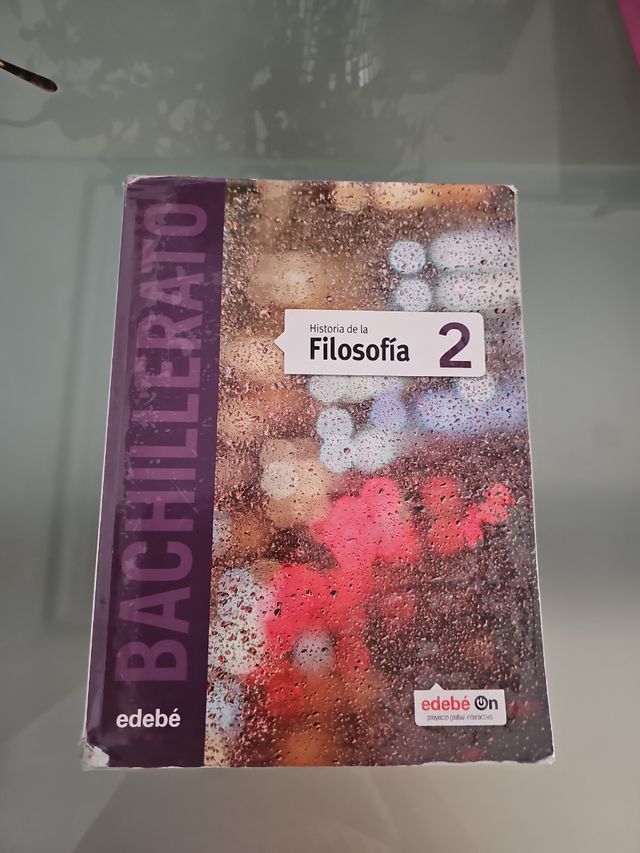 BACHILLERATO
Historia de la
Filosofía 2
edebé
edebé On
proyecto global interactivo